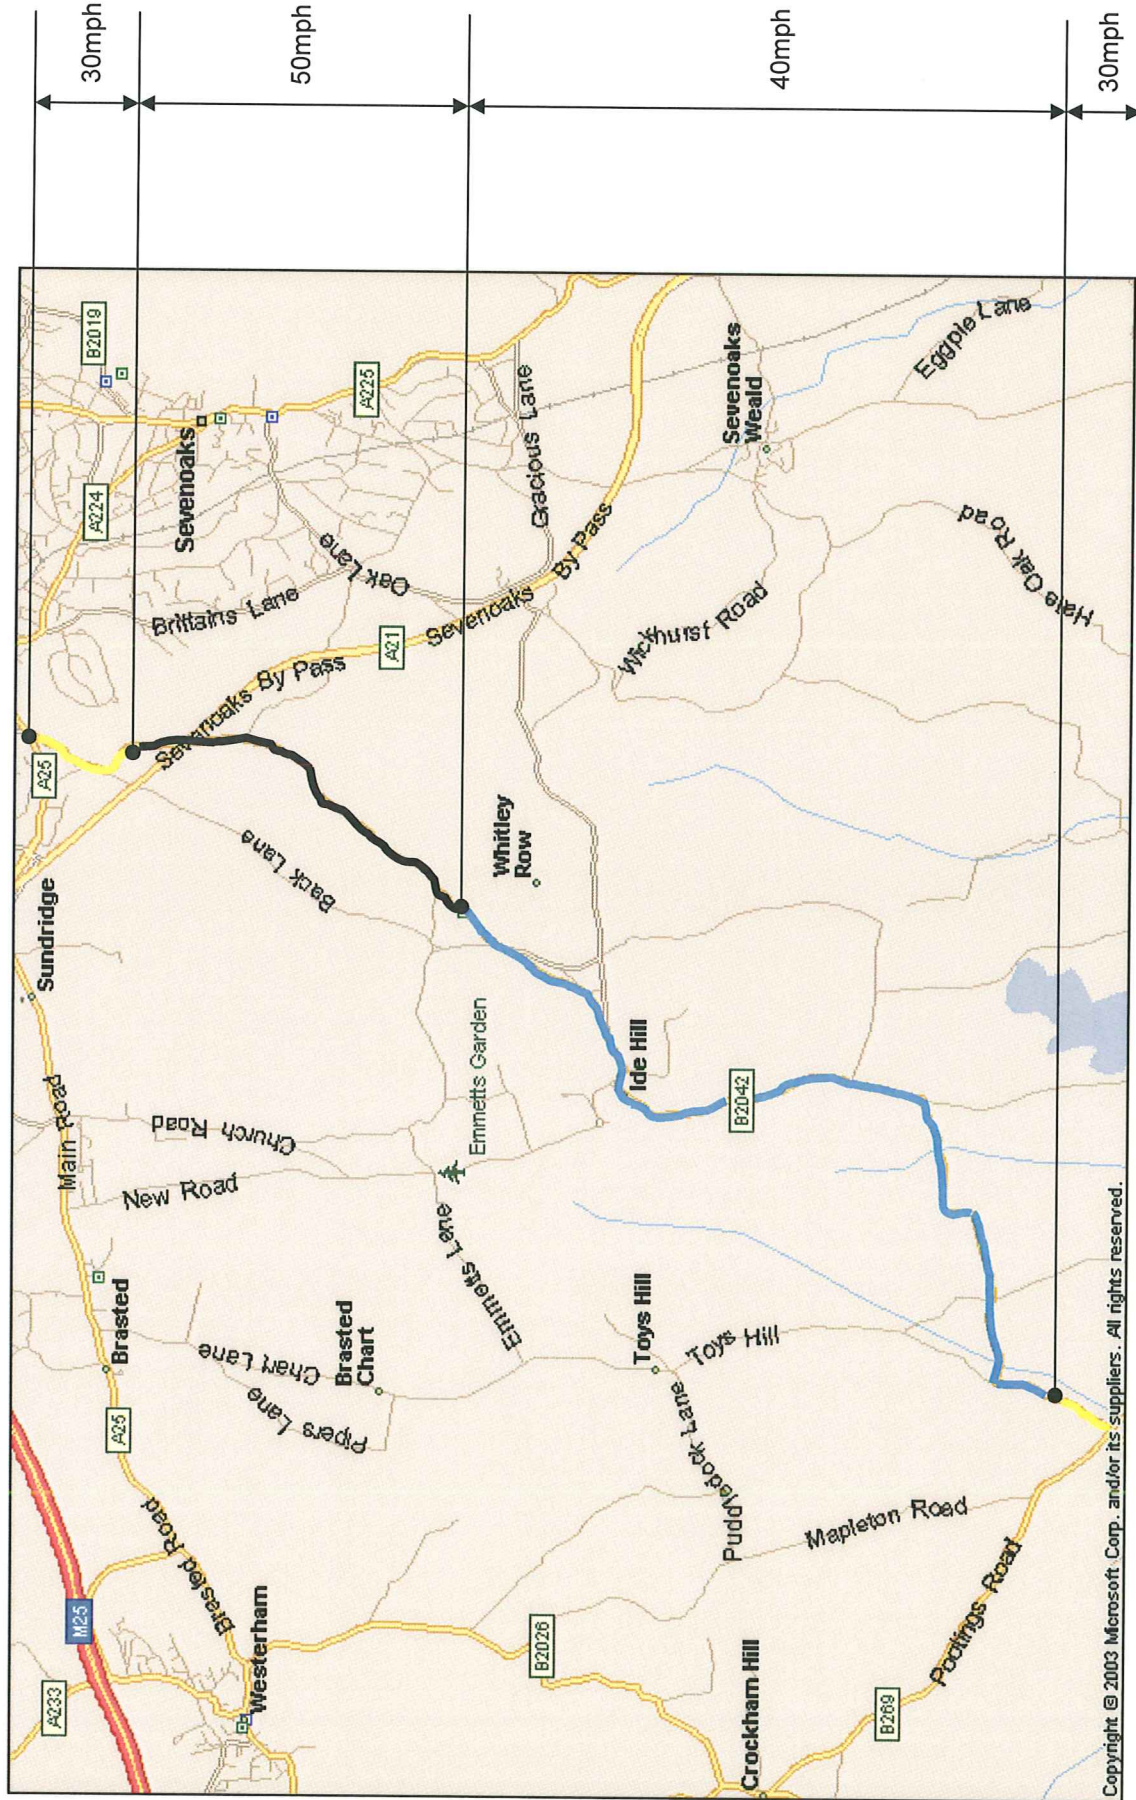 30mph
50mph
40mph
30mph
A233
M25
Westerham
Brasted Road
A25
Brasted
Pipers Lane
Chart Lane
Brasted
Chart
Main Road
New Road
Church Road
Sundridge
Emmetts Lane
Emmetts Garden
Back Lane
A25
Sevenoaks By Pass
A21
Sevenoaks By Pass
Brittains Lane
Oak Lane
A224
Sevenoaks
B2019
A225
Gracious Lane
Whitley
Row
Ide Hill
B2042
Wickhurst Road
Sevenoaks
Weald
Eggpie Lane
Hale Oak Road
Toys Hill
Toys Hill
Puddledock Lane
Mapleton Road
B2026
Crockham Hill
B269
Pootings Road
Copyright © 2003 Microsoft Corp. and/or its suppliers. All rights reserved.